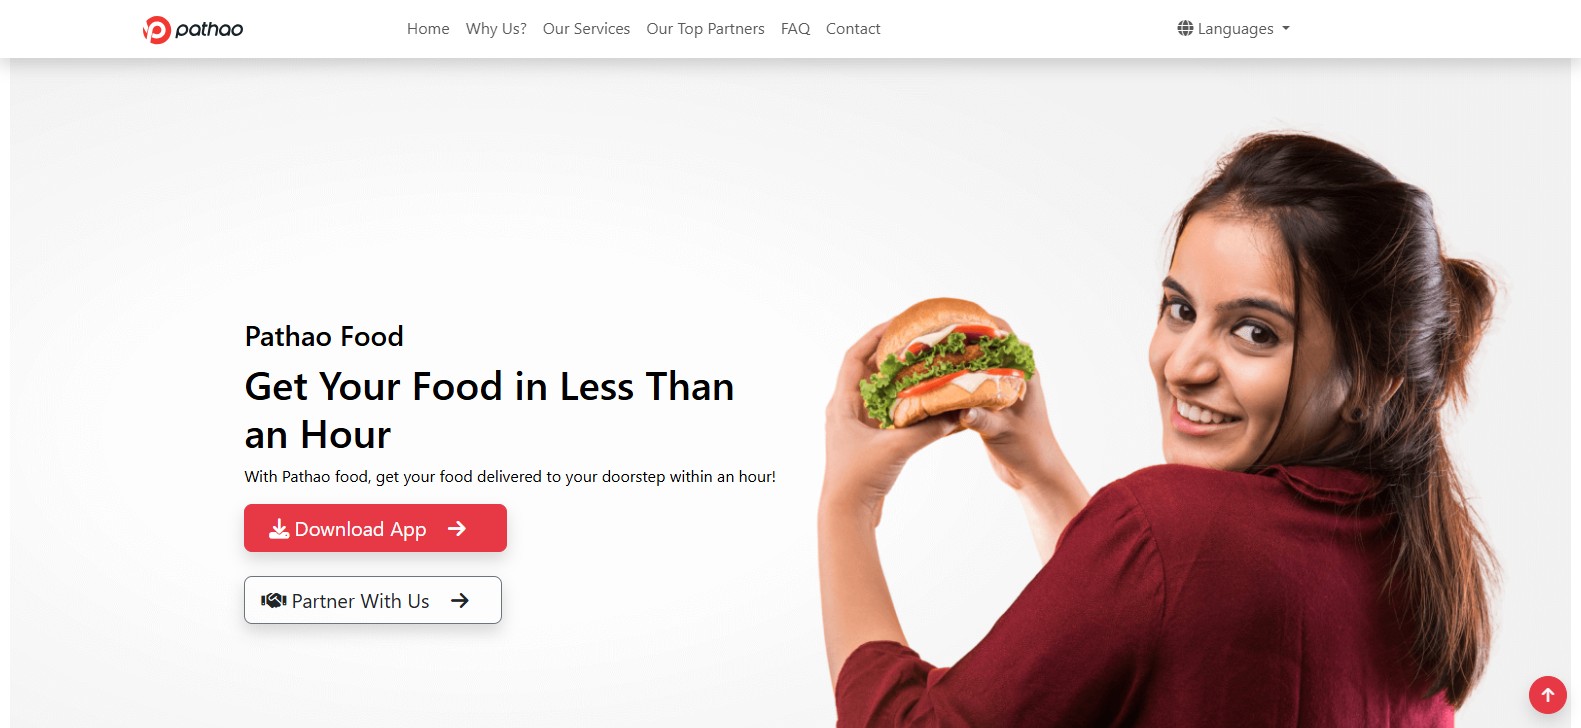 pathao
Home
Why Us?
Our Services
Our Top Partners
FAQ
Contact
Languages
Pathao Food
Get Your Food in Less Than
an Hour
With Pathao food, get your food delivered to your doorstep within an hour!
Download App
Partner With Us